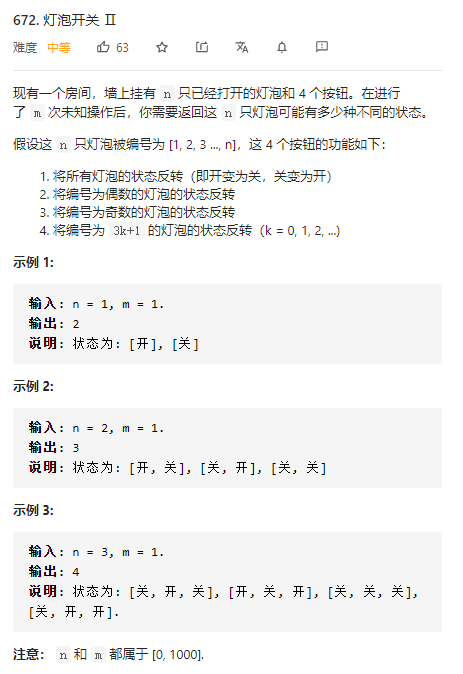 672. 灯泡开关 Ⅱ
难度 中等 63
现有一个房间，墙上挂有 n 只已经打开的灯泡和 4 个按钮。在进行
了 m 次未知操作后，你需要返回这 n 只灯泡可能有多少种不同的状态。
假设这 n 只灯泡被编号为 [1, 2, 3 ..., n]，这 4 个按钮的功能如下：
1. 将所有灯泡的状态反转（即开变为关，关变为开）
2. 将编号为偶数的灯泡的状态反转
3. 将编号为奇数的灯泡的状态反转
4. 将编号为 3k+1 的灯泡的状态反转（k = 0, 1, 2, ...)
示例 1:
输入: n = 1, m = 1.
输出: 2
说明: 状态为: [开], [关]
示例 2:
输入: n = 2, m = 1.
输出: 3
说明: 状态为: [开, 关], [关, 开], [关, 关]
示例 3:
输入: n = 3, m = 1.
输出: 4
说明: 状态为: [关, 开, 关], [开, 关, 开], [关, 关, 关],
[关, 开, 开].
注意： n 和 m 都属于 [0, 1000].